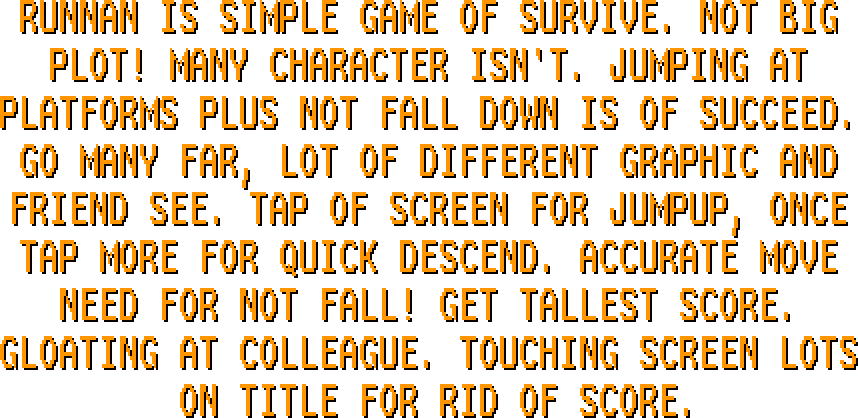 RUNNAN IS SIMPLE GAME OF SURVIVE. NOT BIG
PLOT! MANY CHARACTER ISN'T. JUMPING AT
PLATFORMS PLUS NOT FALL DOWN IS OF SUCCEED.
GO MANY FAR, LOT OF DIFFERENT GRAPHIC AND
FRIEND SEE. TAP OF SCREEN FOR JUMPUP, ONCE
TAP MORE FOR QUICK DESCEND. ACCURATE MOVE
NEED FOR NOT FALL! GET TALLEST SCORE.
GLOATING AT COLLEAGUE. TOUCHING SCREEN LOTS
ON TITLE FOR RID OF SCORE.